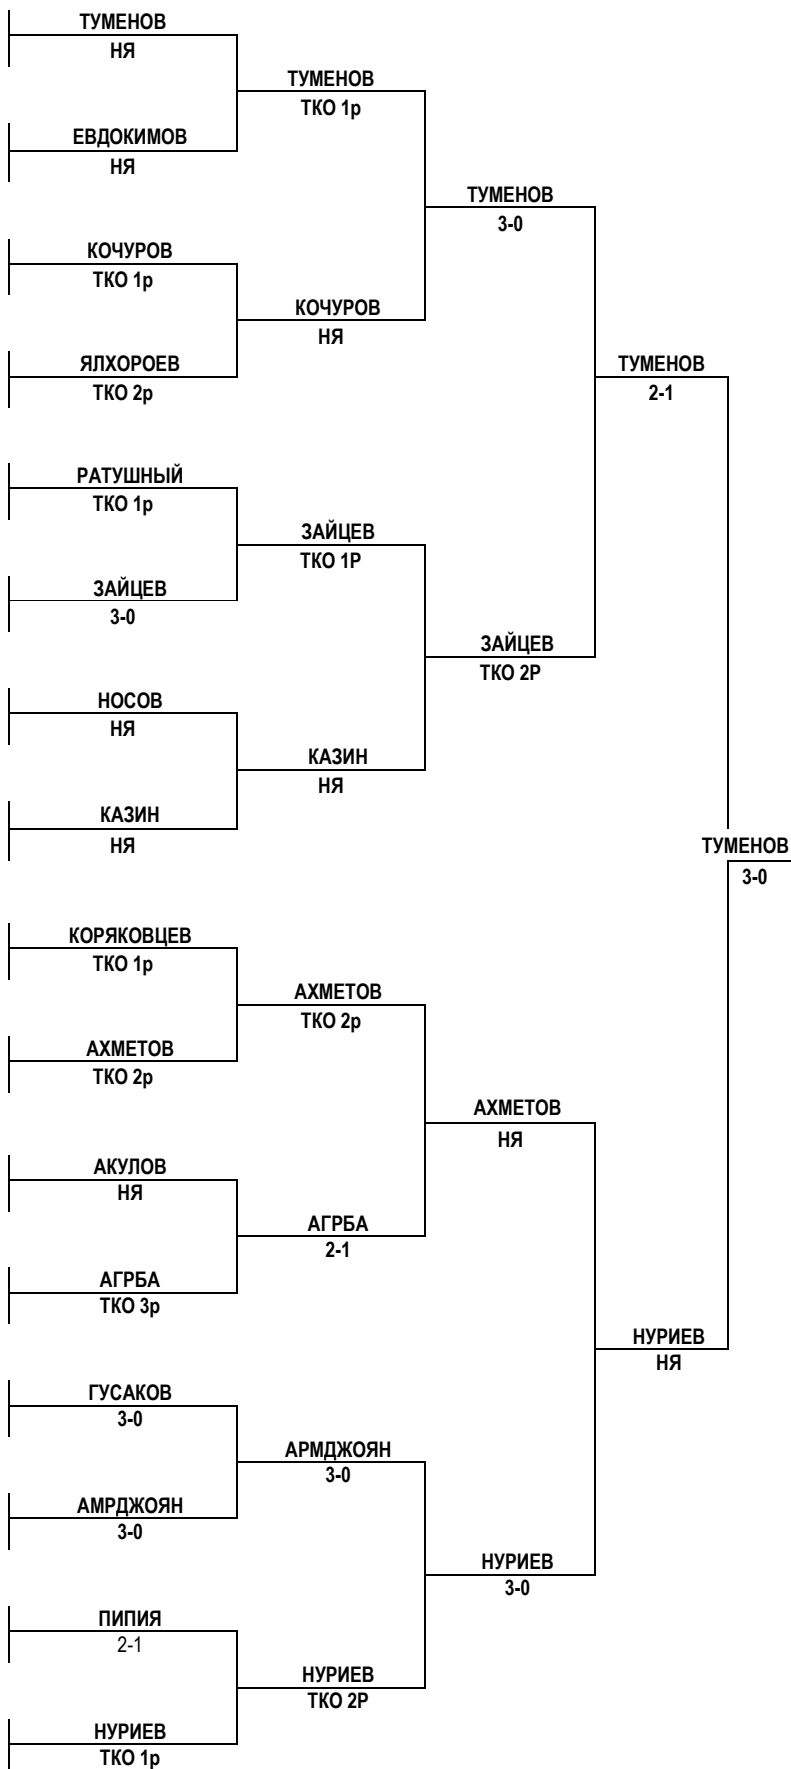 ТУМЕНОВ
НЯ
ТУМЕНОВ
ТКО 1р
ЕВДОКИМОВ
НЯ
ТУМЕНОВ
3-0
КОЧУРОВ
ТКО 1р
КОЧУРОВ
НЯ
ЯЛХОРОЕВ
ТКО 2р
ТУМЕНОВ
2-1
РАТУШНЫЙ
ТКО 1р
ЗАЙЦЕВ
ТКО 1Р
ЗАЙЦЕВ
3-0
ЗАЙЦЕВ
ТКО 2Р
НОСОВ
НЯ
КАЗИН
НЯ
КАЗИН
НЯ
ТУМЕНОВ
3-0
КОРЯКОВЦЕВ
ТКО 1р
АХМЕТОВ
ТКО 2р
АХМЕТОВ
ТКО 2р
АХМЕТОВ
НЯ
АКУЛОВ
НЯ
АГРБА
2-1
АГРБА
ТКО 3р
НУРИЕВ
НЯ
ГУСАКОВ
3-0
АРМДЖОЯН
3-0
АМРДЖОЯН
3-0
НУРИЕВ
3-0
ПИПИЯ
2-1
НУРИЕВ
ТКО 2Р
НУРИЕВ
ТКО 1р